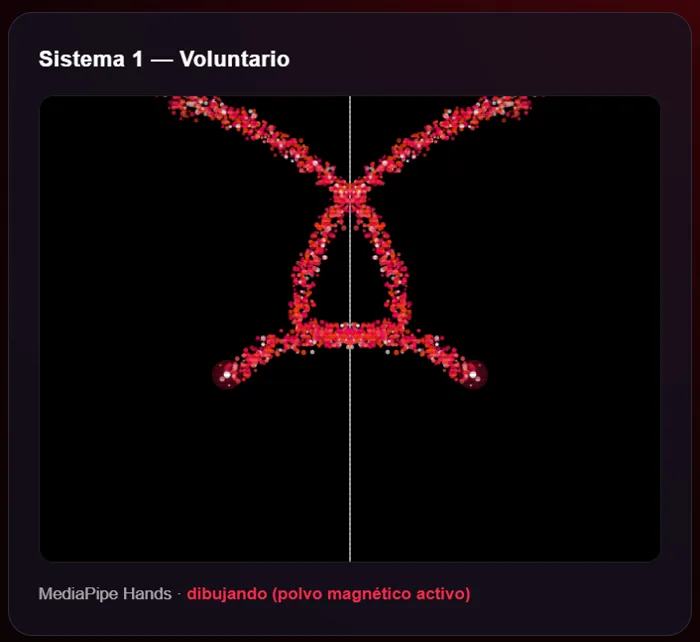 Sistema 1 — Voluntario
MediaPipe Hands · dibujando (polvo magnético activo)